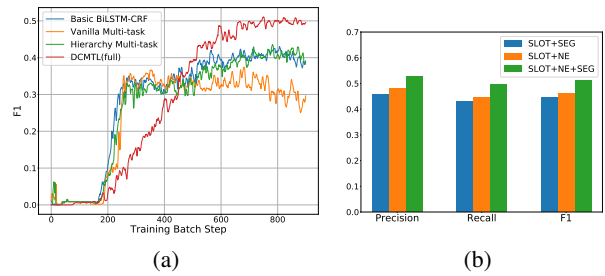 Basic BiLSTM-CRF
Vanilla Multi-task
Hierarchy Multi-task
DCMTL(full)
F1
0.5
0.4
0.3
0.2
0.1
0.0
0 200 400 600 800
Training Batch Step
(a)
SLOT+SEG
SLOT+NE
SLOT+NE+SEG
0.7
0.6
0.5
0.4
0.3
0.2
0.1
0.0
Precision Recall F1
(b)